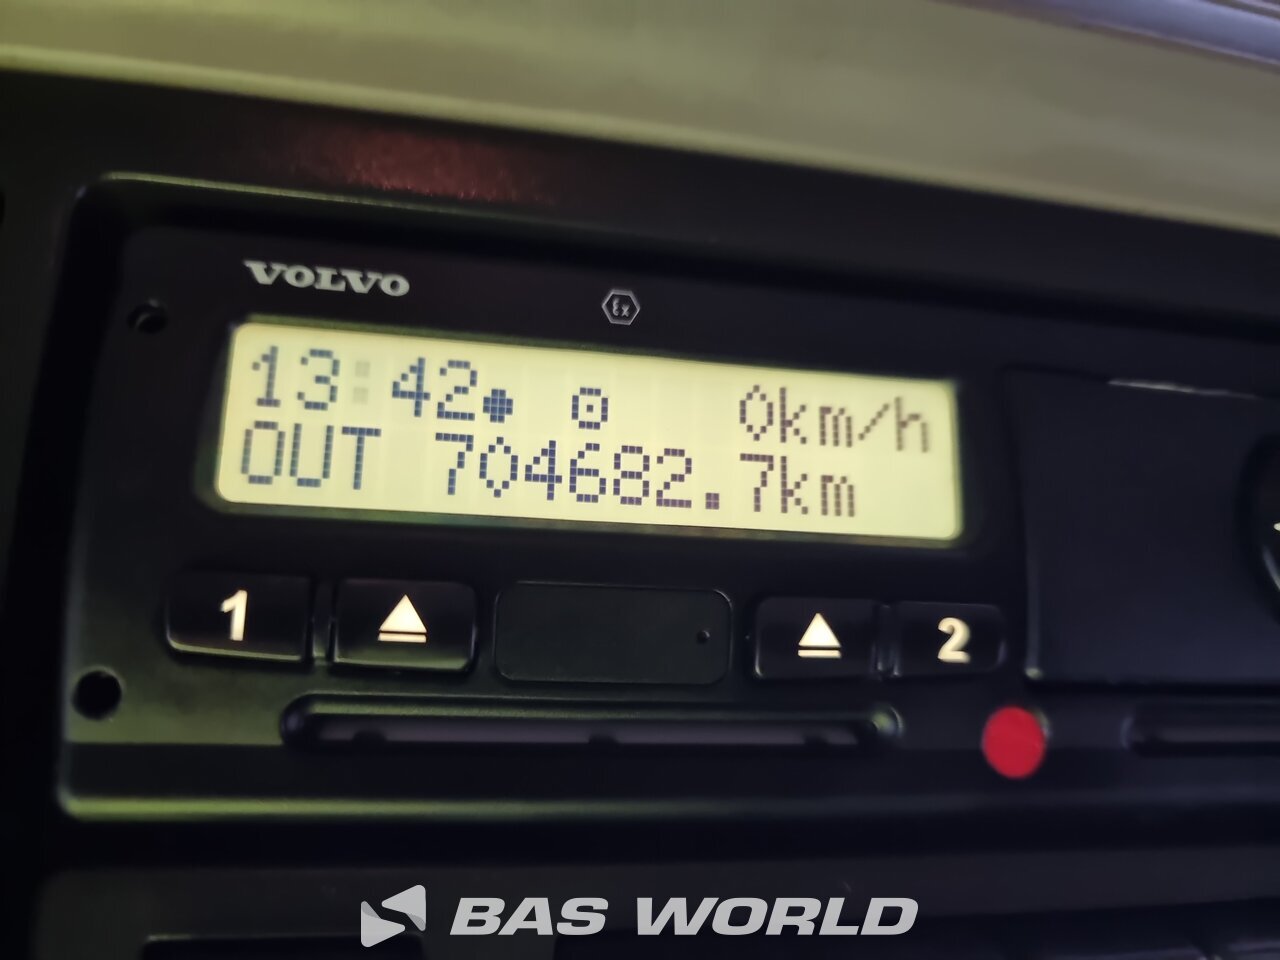 VOLVO
Ex
13:42 0km/h
OUT 704682.7km
1
2
BAS WORLD